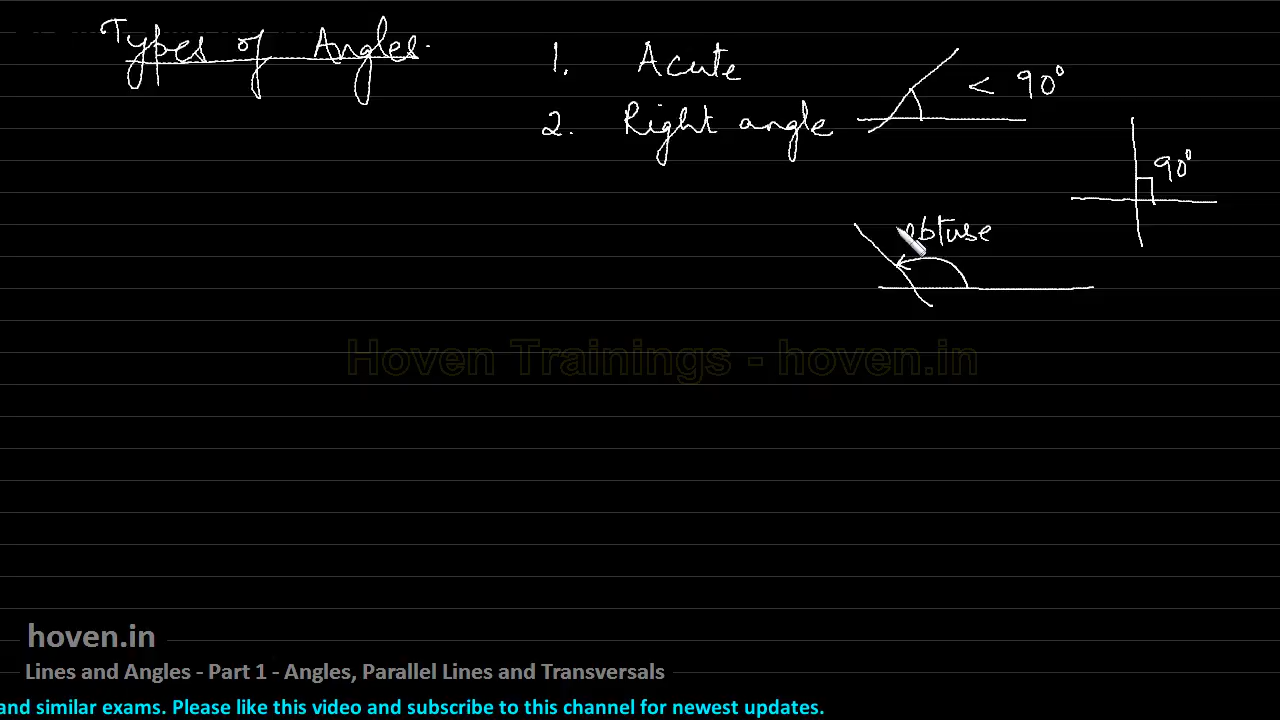 Types of Angles.
1. Acute < 90°
2. Right angle
90°
obtuse
Hoven Trainings - hoven.in
hoven.in
Lines and Angles - Part 1 - Angles, Parallel Lines and Transversals
and similar exams. Please like this video and subscribe to this channel for newest updates.